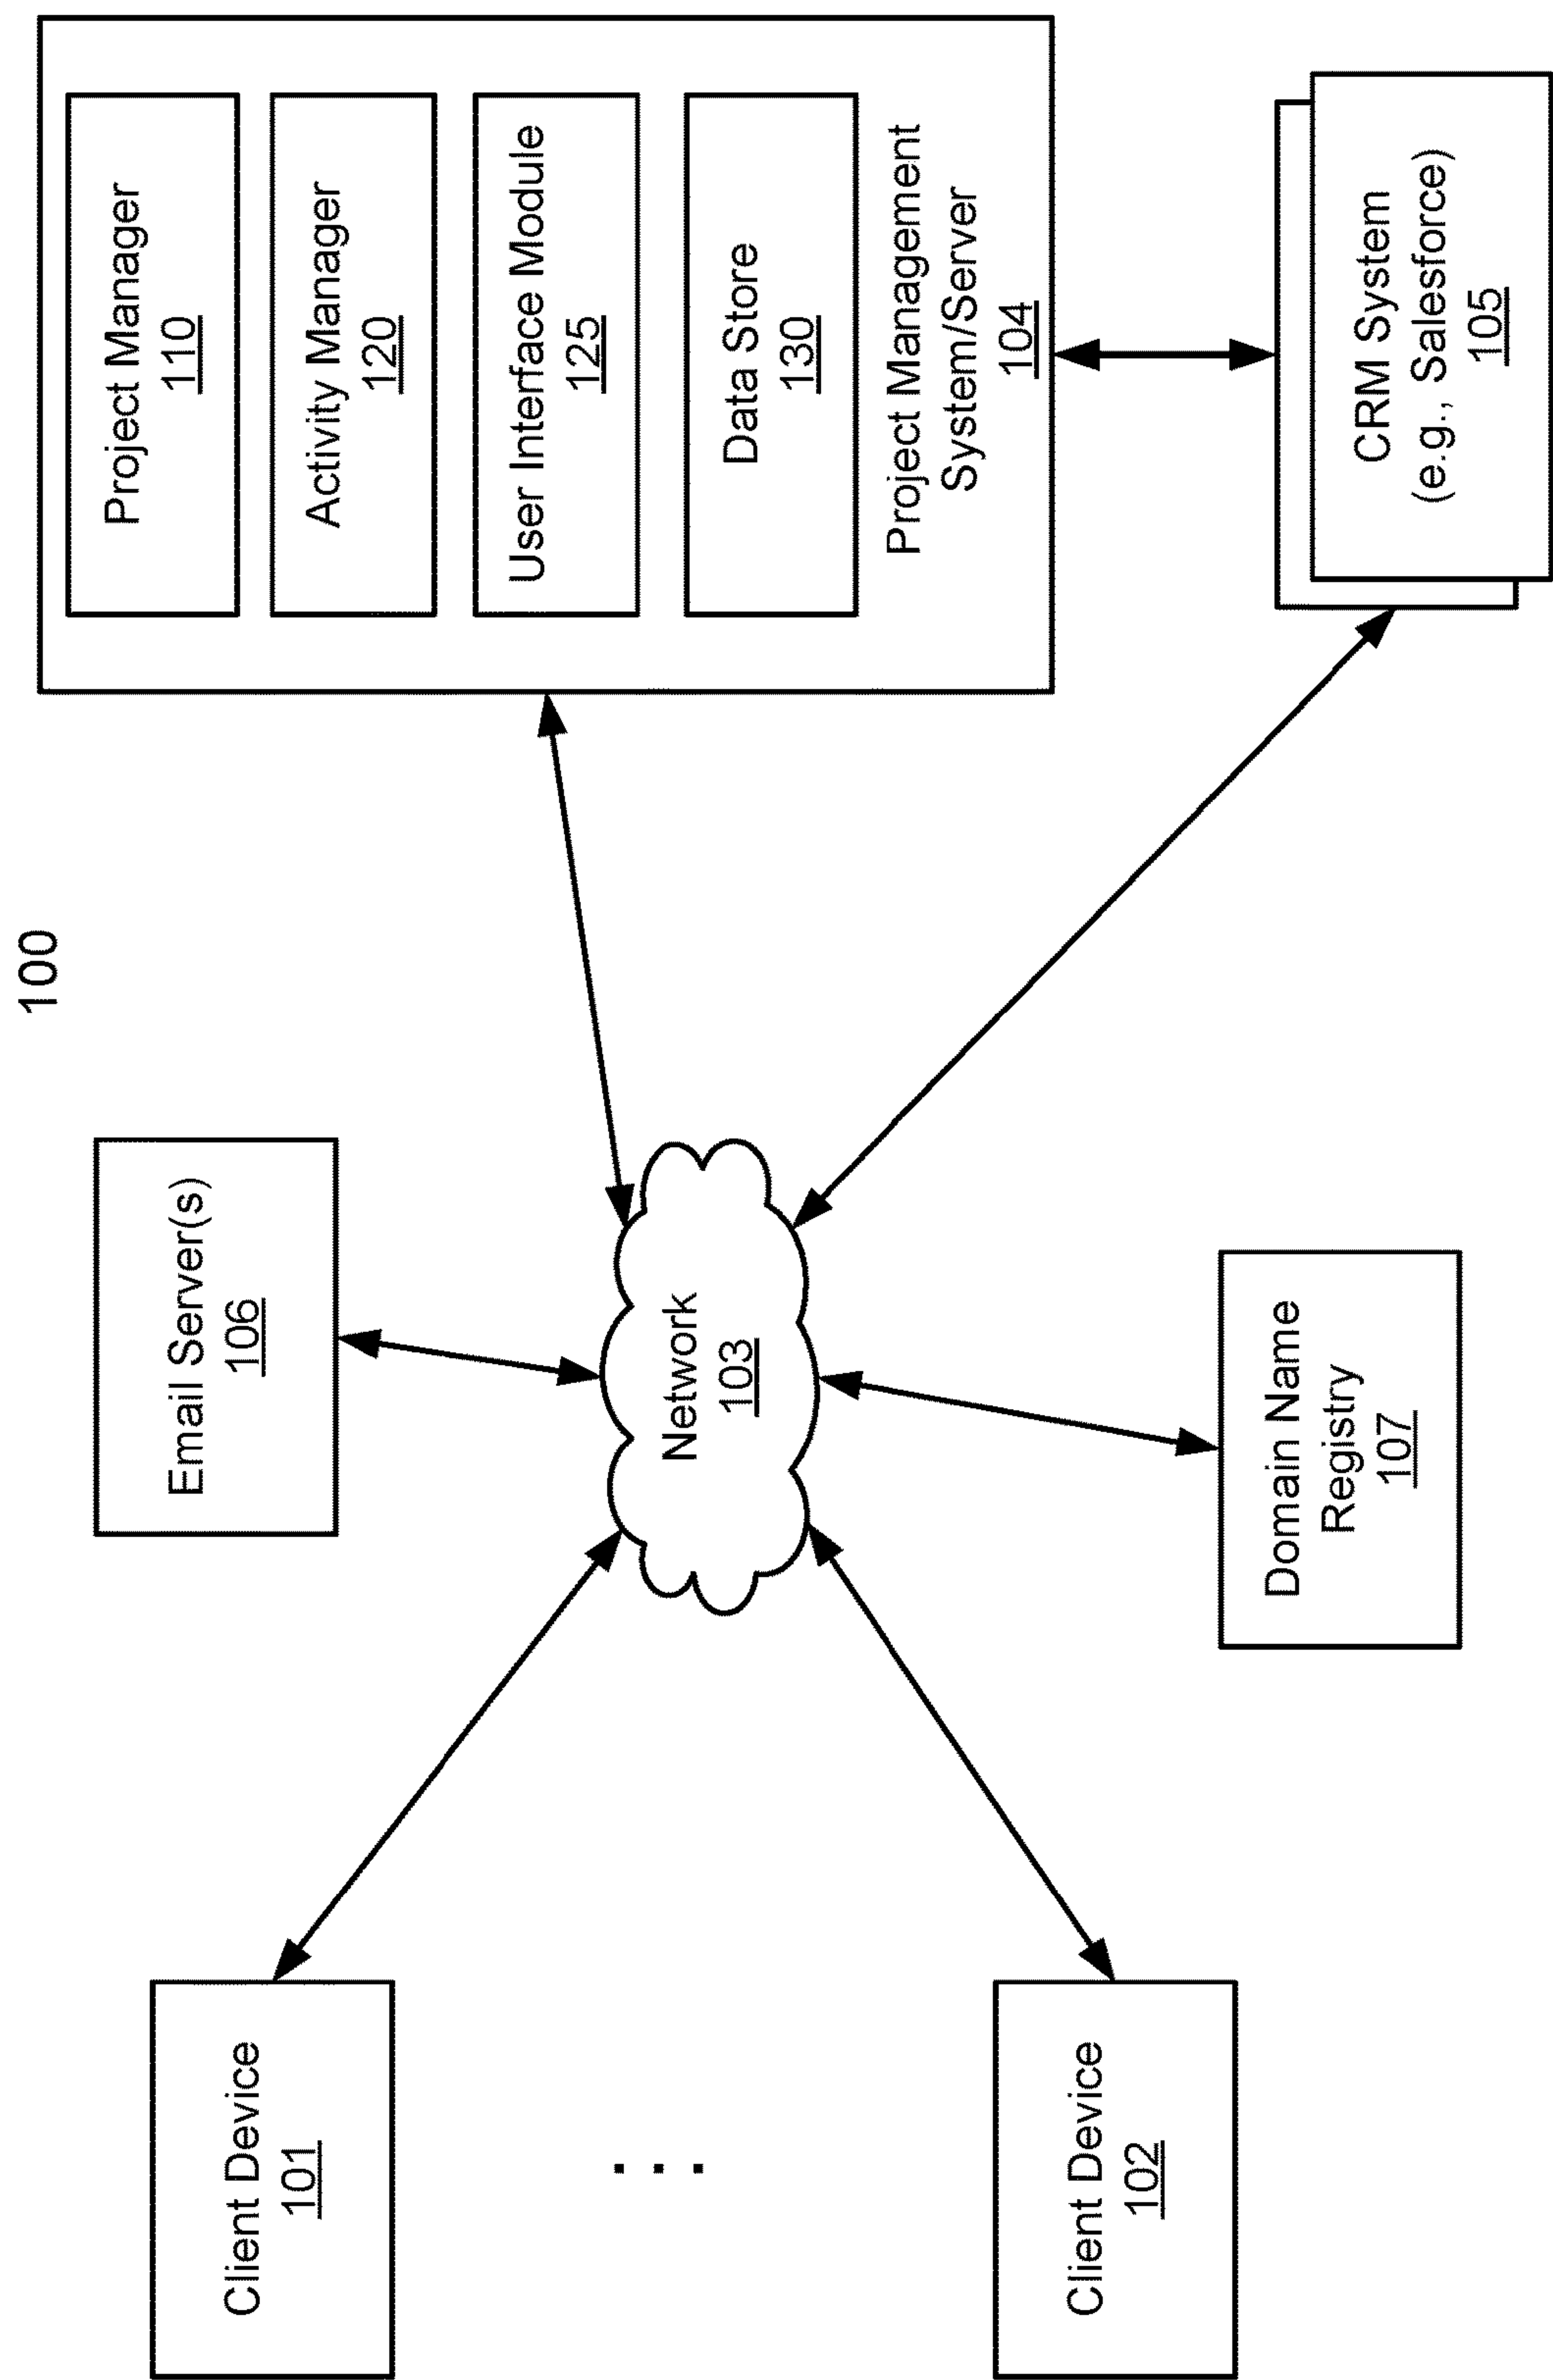 100
Client Device
101
. . .
Client Device
102
Email Server(s)
106
Network
103
Domain Name
Registry
107
Project Manager
110
Activity Manager
120
User Interface Module
125
Data Store
130
Project Management
System/Server
104
CRM System
(e.g., Salesforce)
105